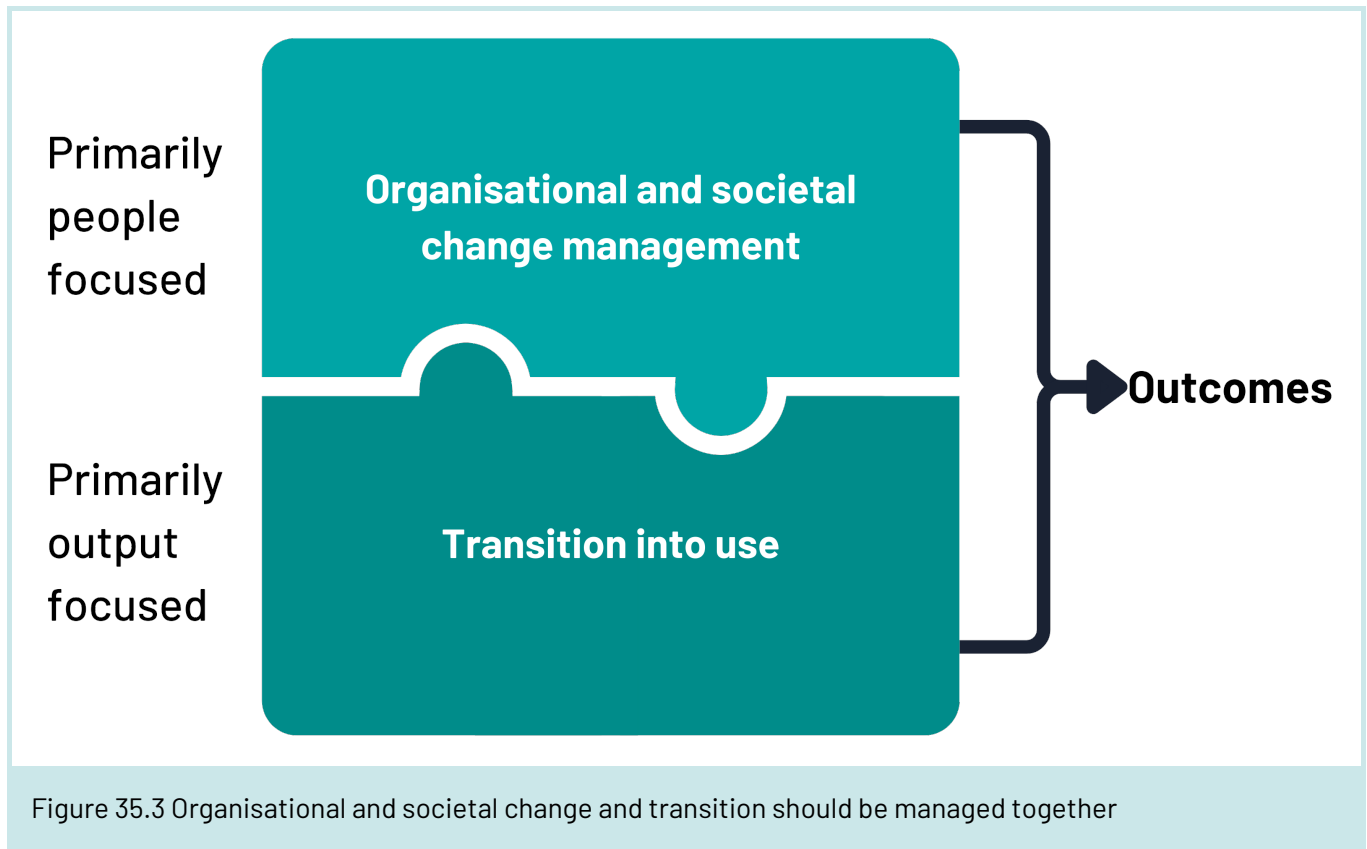 Primarily
people
focused
Organisational and societal
change management
Outcomes
Primarily
output
focused
Transition into use
Figure 35.3 Organisational and societal change and transition should be managed together